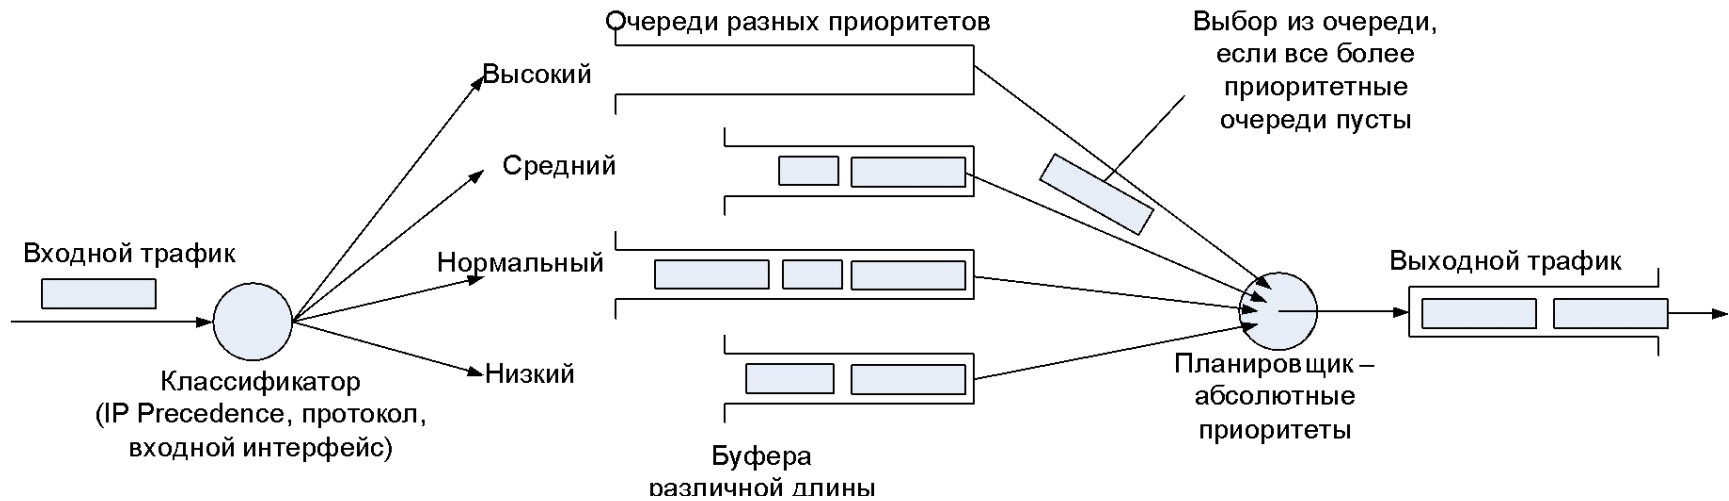 Очереди разных приоритетов
Выбор из очереди,
если все более
приоритетные
очереди пусты
Высокий
Средний
Нормальный
Низкий
Входной трафик
Классификатор
(IP Precedence, протокол,
входной интерфейс)
Буфера
различной длины
Выходной трафик
Планировщик –
абсолютные
приоритеты